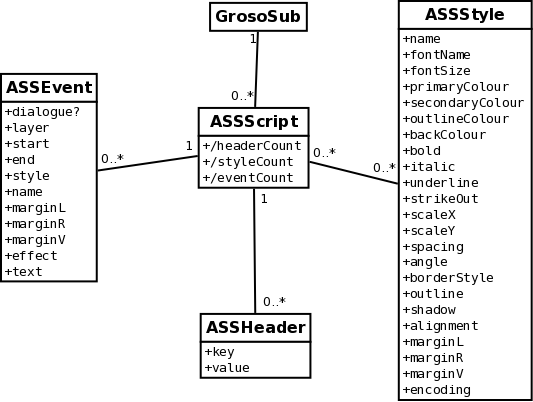 GrosoSub
1
0..*
ASSScript
+/headerCount
+/styleCount
+/eventCount
ASSEvent
+dialogue?
+layer
+start
+end
+style
+name
+marginL
+marginR
+marginV
+effect
+text
0..*
1
0..*
0..*
1
0..*
ASSHeader
+key
+value
ASSStyle
+name
+fontName
+fontSize
+primaryColour
+secondaryColour
+outlineColour
+backColour
+bold
+italic
+underline
+strikeOut
+scaleX
+scaleY
+spacing
+angle
+borderStyle
+outline
+shadow
+alignment
+marginL
+marginR
+marginV
+encoding